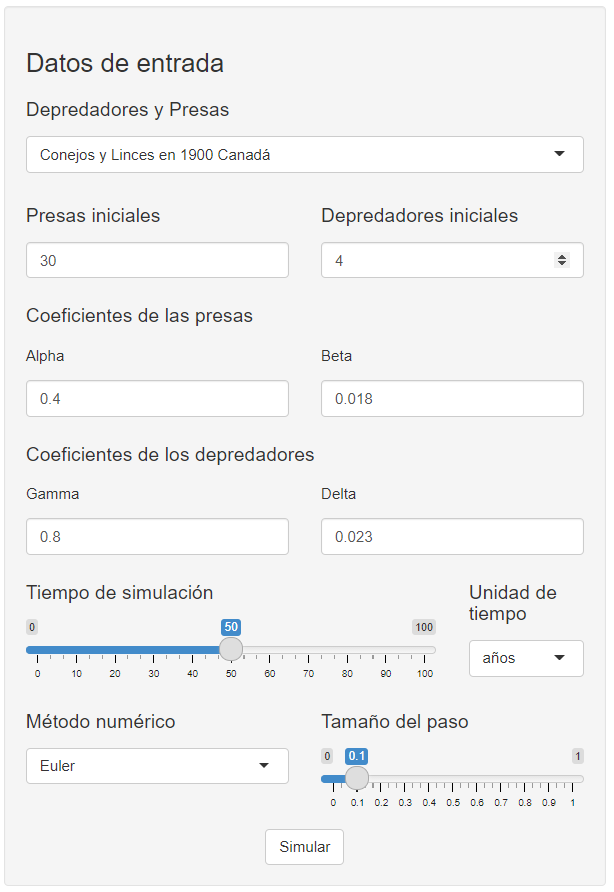 Datos de entrada
Depredadores y Presas
Conejos y Linces en 1900 Canadá
Presas iniciales
Depredadores iniciales
30
4
Coeficientes de las presas
Alpha
Beta
0.4
0.018
Coeficientes de los depredadores
Gamma
Delta
0.8
0.023
Tiempo de simulación
Unidad de
tiempo
0 50 100
0 10 20 30 40 50 60 70 80 90 100
años
Método numérico
Tamaño del paso
Euler
0 0.1 1
0 0.1 0.2 0.3 0.4 0.5 0.6 0.7 0.8 0.9 1
Simular